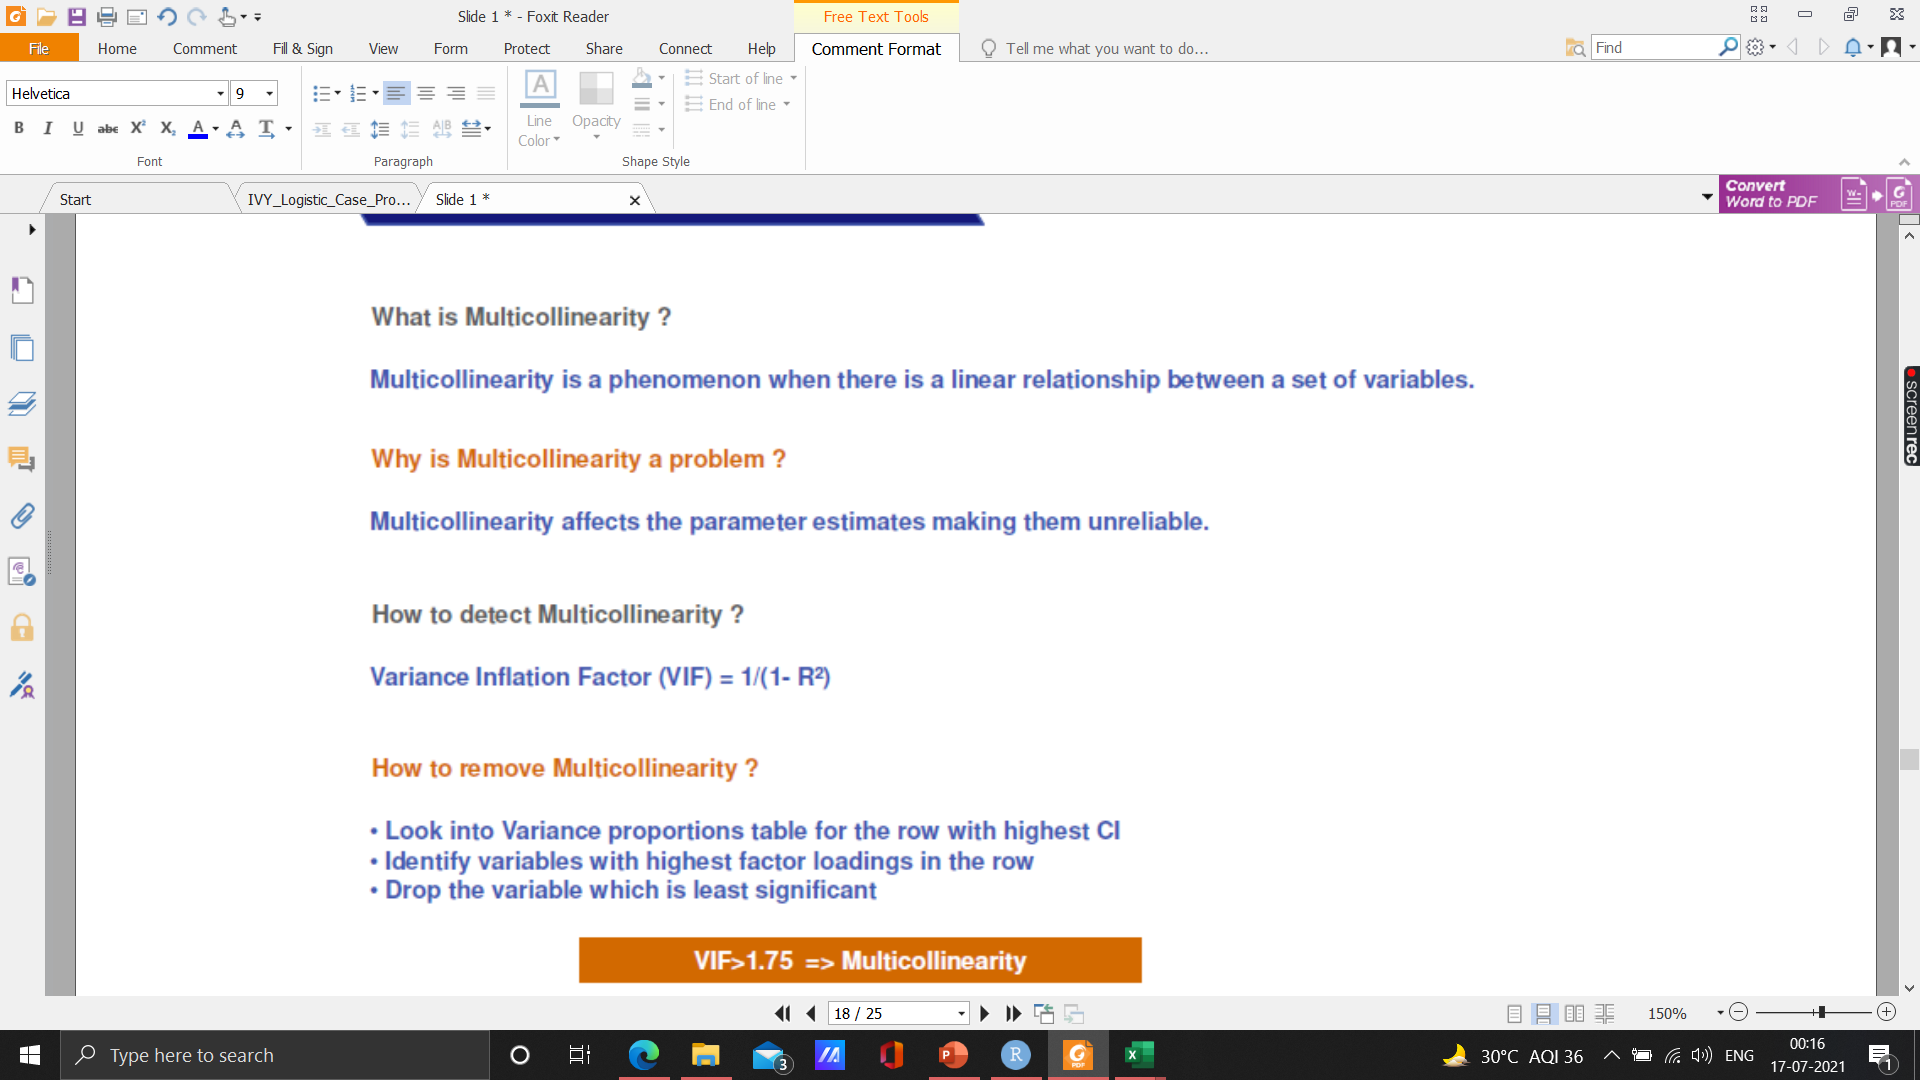 Slide 1 * - Foxit Reader
Free Text Tools
File Home Comment Fill & Sign View Form Protect Share Connect Help Comment Format Tell me what you want to do... Find
Helvetica 9
Start of line
End of line
Line Color
Opacity
B I U abc X² X₂ A A T A|B
Font Paragraph Shape Style
Start IVY_Logistic_Case_Pro... Slide 1 *
Convert
Word to PDF
What is Multicollinearity ?
Multicollinearity is a phenomenon when there is a linear relationship between a set of variables.
Why is Multicollinearity a problem ?
Multicollinearity affects the parameter estimates making them unreliable.
How to detect Multicollinearity ?
Variance Inflation Factor (VIF) = 1/(1- R²)
How to remove Multicollinearity ?
• Look into Variance proportions table for the row with highest CI
• Identify variables with highest factor loadings in the row
• Drop the variable which is least significant
VIF>1.75 => Multicollinearity
screenrec
18 / 25
150%
Type here to search
3
30°C AQI 36
ENG
00:16
17-07-2021
1